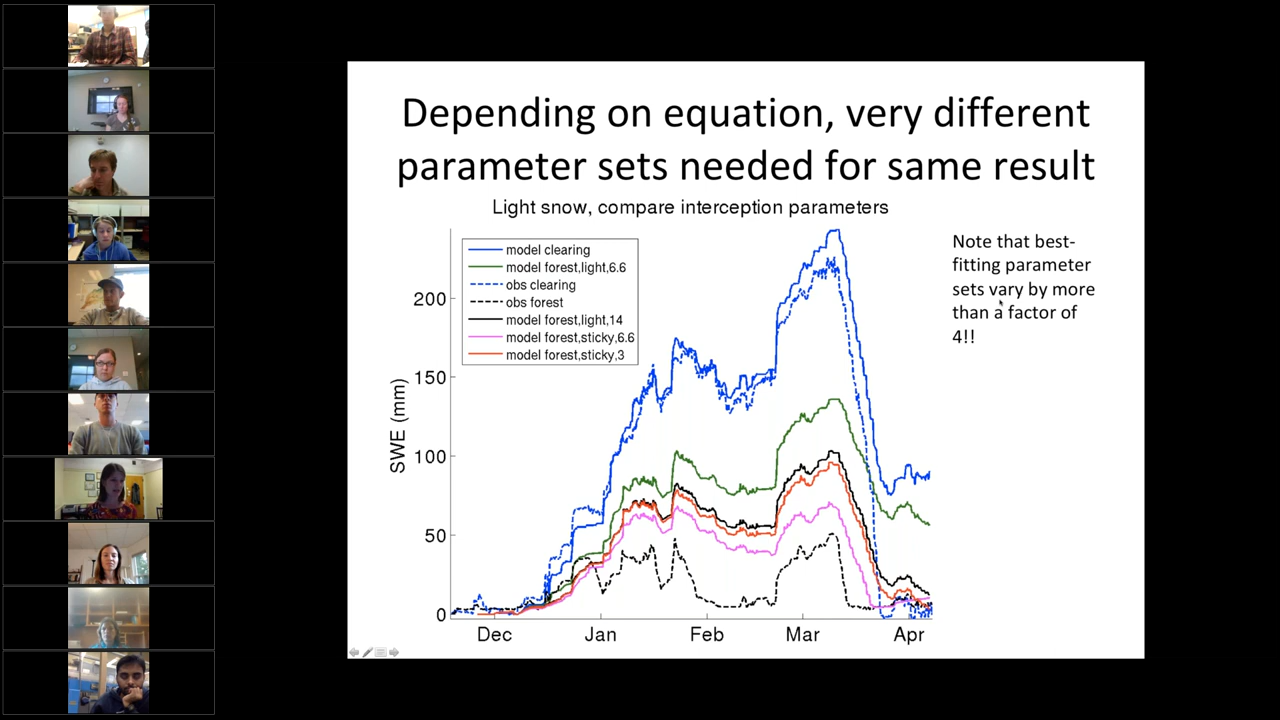 Depending on equation, very different
parameter sets needed for same result
Light snow, compare interception parameters
model clearing
model forest,light,6.6
obs clearing
obs forest
model forest,light,14
model forest,sticky,6.6
model forest,sticky,3
Note that best-
fitting parameter
sets vary by more
than a factor of
4!!
SWE (mm)
200
150
100
50
0
Dec Jan Feb Mar Apr